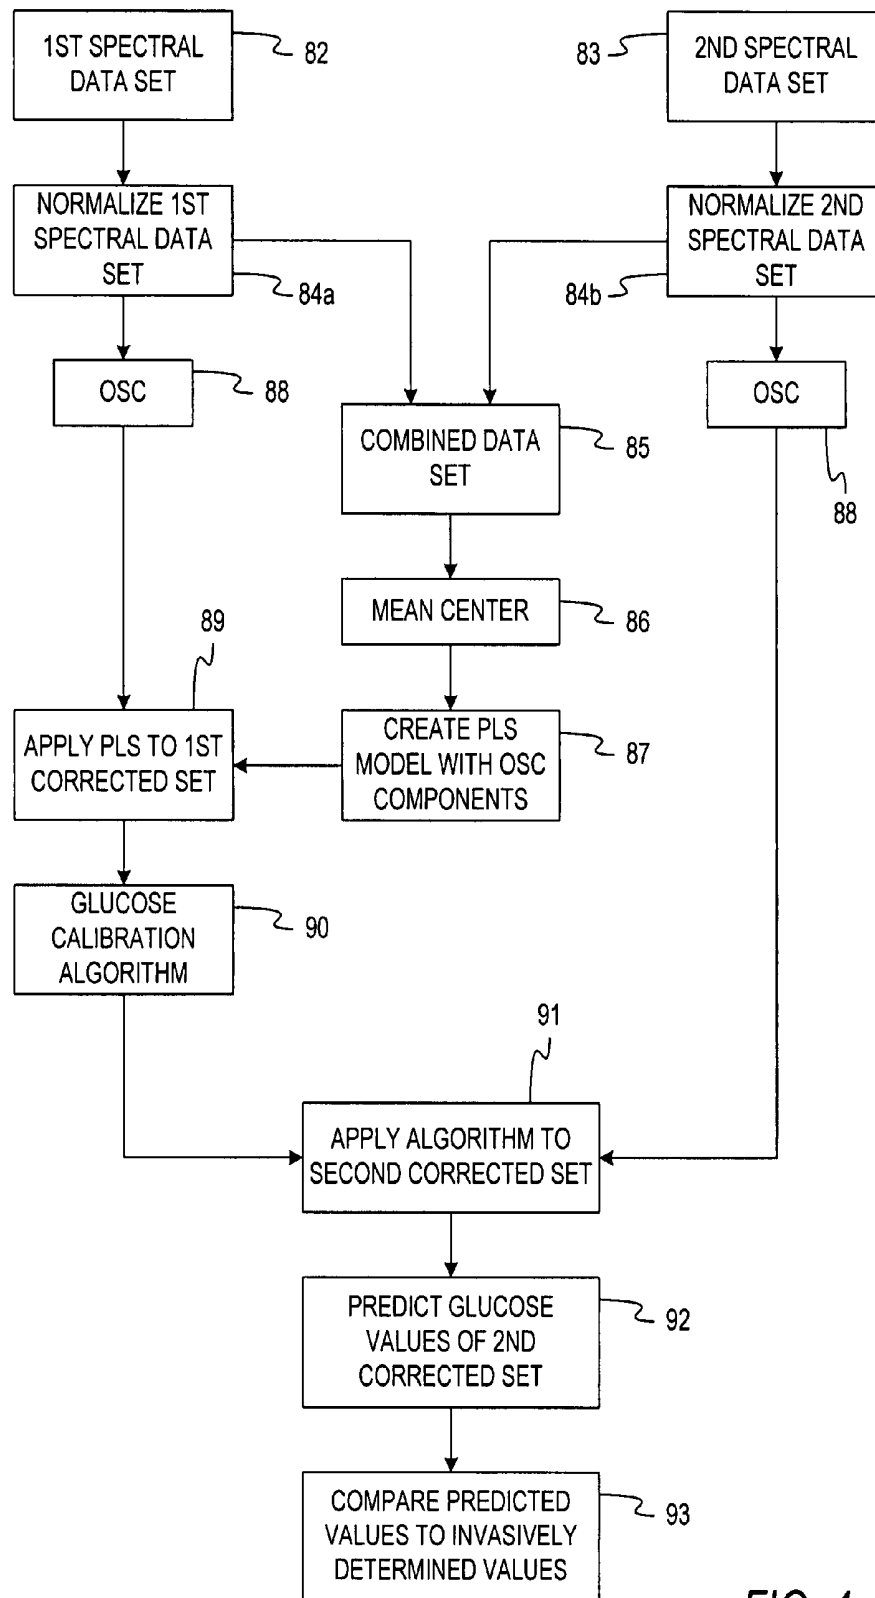 1ST SPECTRAL
DATA SET
82
83
2ND SPECTRAL
DATA SET
NORMALIZE 1ST
SPECTRAL DATA
SET
84a
NORMALIZE 2ND
SPECTRAL DATA
SET
84b
OSC
88
COMBINED DATA
SET
85
OSC
88
MEAN CENTER
86
89
APPLY PLS TO 1ST
CORRECTED SET
CREATE PLS
MODEL WITH OSC
COMPONENTS
87
GLUCOSE
CALIBRATION
ALGORITHM
90
91
APPLY ALGORITHM TO
SECOND CORRECTED SET
PREDICT GLUCOSE
VALUES OF 2ND
CORRECTED SET
92
COMPARE PREDICTED
VALUES TO INVASIVELY
DETERMINED VALUES
93